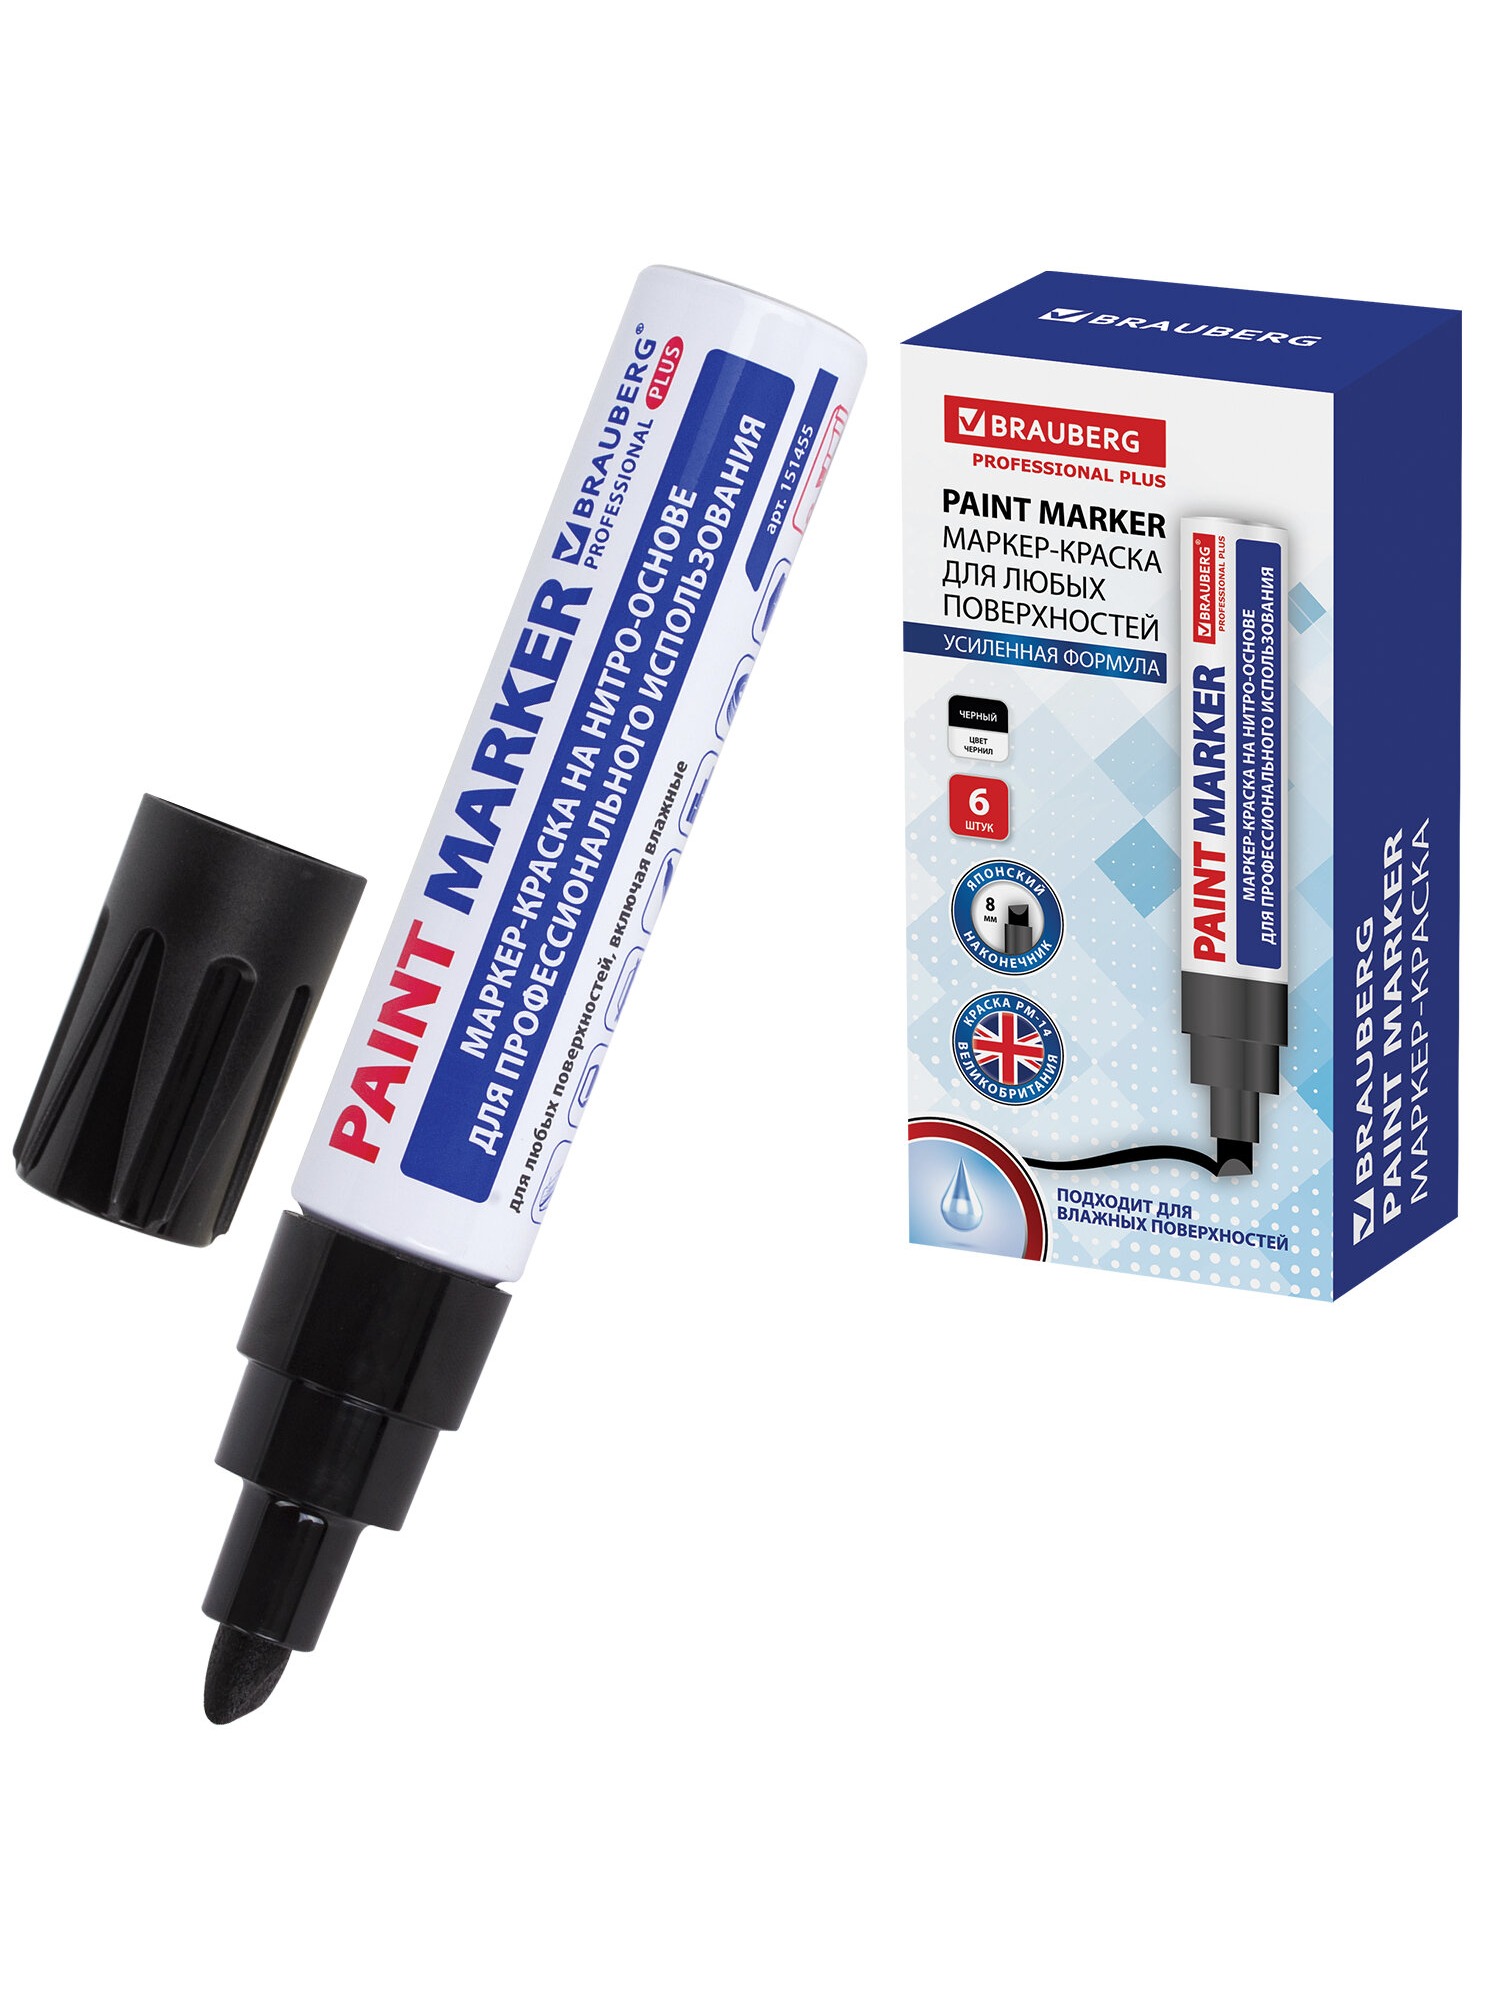 BRAUBERG®
PROFESSIONAL PLUS
PAINT MARKER
МАРКЕР-КРАСКА НА НИТРО-ОСНОВЕ
ДЛЯ ПРОФЕССИОНАЛЬНОГО ИСПОЛЬЗОВАНИЯ
для любых поверхностей, включая влажные
арт. 151455
BRAUBERG
BRAUBERG
PROFESSIONAL PLUS
PAINT MARKER
МАРКЕР-КРАСКА
ДЛЯ ЛЮБЫХ
ПОВЕРХНОСТЕЙ
УСИЛЕННАЯ ФОРМУЛА
ЧЕРНЫЙ
ЦВЕТ
ЧЕРНИЛ
6
ШТУК
ЯПОНСКИЙ
8
мм
НАКОНЕЧНИК
КРАСКА PM-14
ВЕЛИКОБРИТАНИЯ
ПОДХОДИТ ДЛЯ
ВЛАЖНЫХ ПОВЕРХНОСТЕЙ
BRAUBERG
PROFESSIONAL PLUS
PAINT MARKER
МАРКЕР-КРАСКА НА НИТРО-ОСНОВЕ
ДЛЯ ПРОФЕССИОНАЛЬНОГО ИСПОЛЬЗОВАНИЯ
BRAUBERG
PAINT MARKER
МАРКЕР-КРАСКА